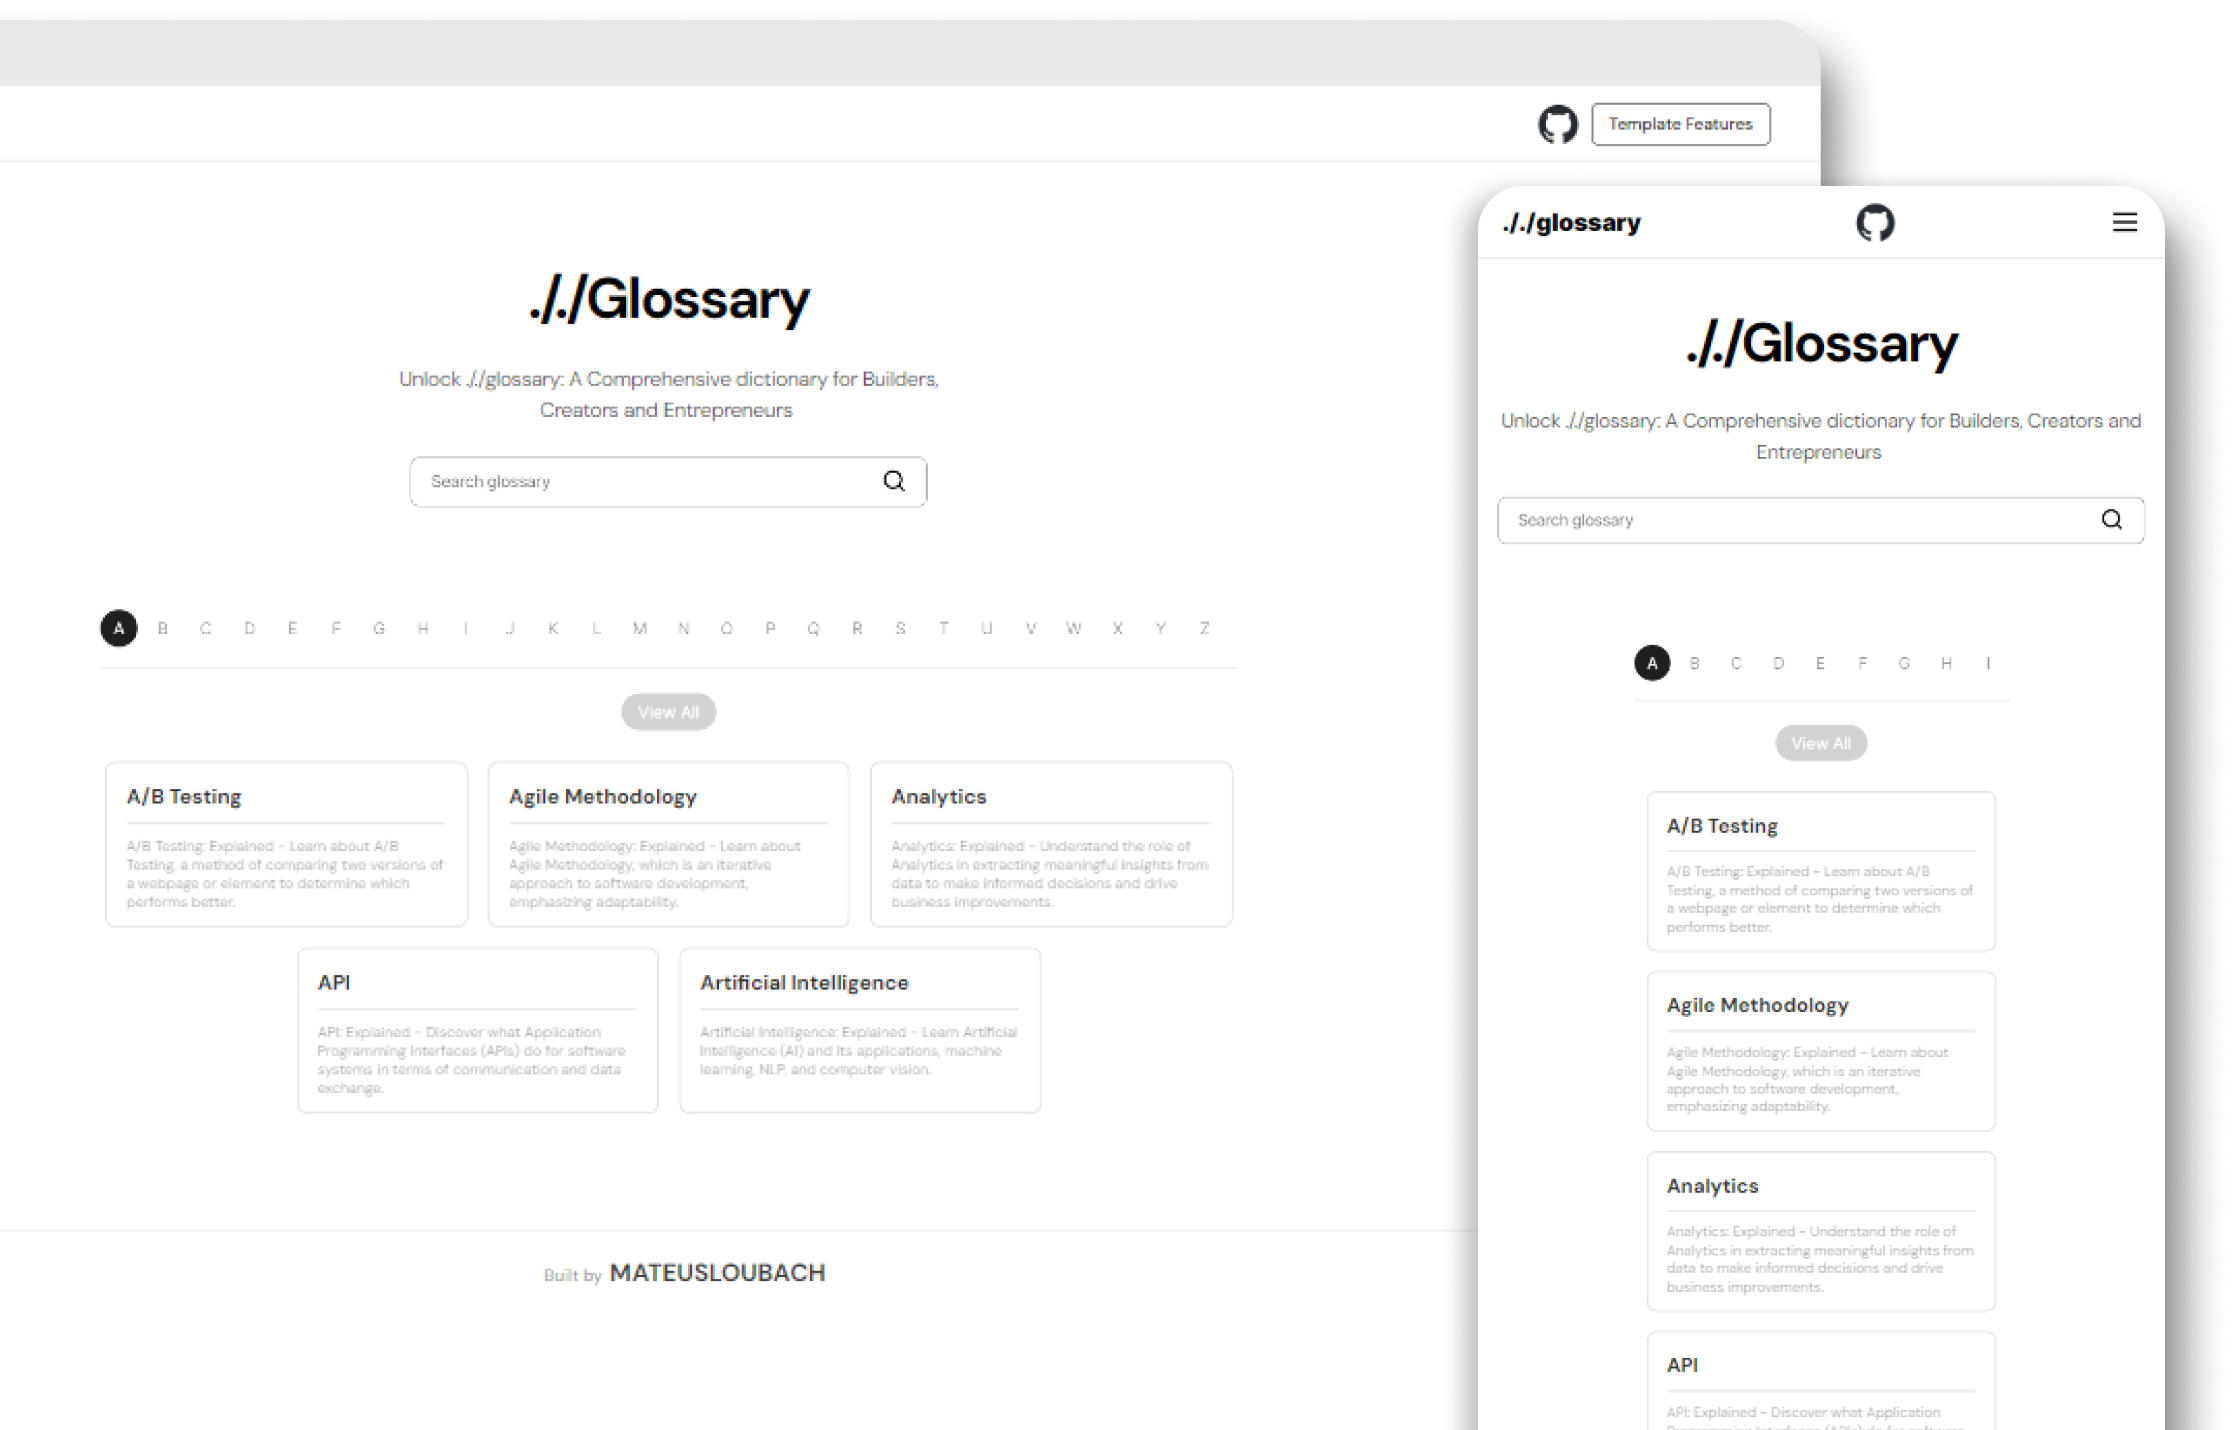 Template Features
././Glossary
Unlock ././glossary: A Comprehensive dictionary for Builders,
Creators and Entrepreneurs
Search glossary
A B C D E F G H I J K L M N O P Q R S T U V W X Y Z
View All
A/B Testing
A/B Testing: Explained - Learn about A/B
Testing, a method of comparing two versions of
a webpage or element to determine which
performs better.
Agile Methodology
Agile Methodology: Explained - Learn about
Agile Methodology, which is an iterative
approach to software development,
emphasizing adaptability.
Analytics
Analytics: Explained - Understand the role of
Analytics in extracting meaningful insights from
data to make informed decisions and drive
business improvements.
API
API: Explained - Discover what Application
Programming Interfaces (APIs) do for software
systems in terms of communication and data
exchange.
Artificial Intelligence
Artificial Intelligence: Explained - Learn Artificial
Intelligence (AI) and its applications, machine
learning, NLP, and computer vision.
Built by MATEUSLOUBACH
././glossary
././Glossary
Unlock ././glossary: A Comprehensive dictionary for Builders, Creators and
Entrepreneurs
Search glossary
A B C D E F G H I
View All
A/B Testing
A/B Testing: Explained - Learn about A/B
Testing, a method of comparing two versions of
a webpage or element to determine which
performs better.
Agile Methodology
Agile Methodology: Explained - Learn about
Agile Methodology, which is an iterative
approach to software development,
emphasizing adaptability.
Analytics
Analytics: Explained - Understand the role of
Analytics in extracting meaningful insights from
data to make informed decisions and drive
business improvements.
API
API: Explained - Discover what Application